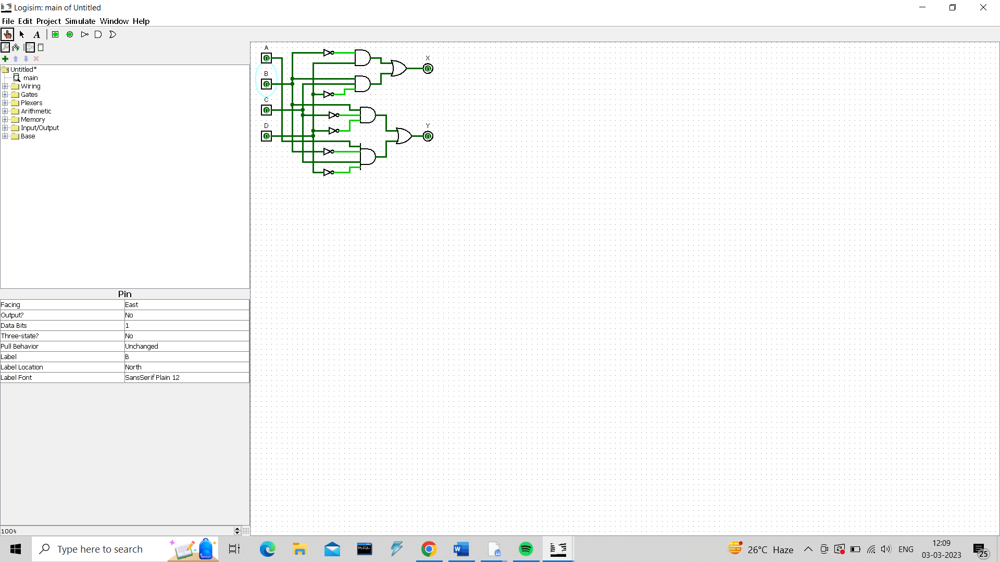 Logisim: main of Untitled
File Edit Project Simulate Window Help
A
Untitled*
main
Wiring
Gates
Plexers
Arithmetic
Memory
Input/Output
Base
A
B
C
D
X
Y
0
0
0
0
0
0
Pin
Facing East
Output? No
Data Bits 1
Three-state? No
Pull Behavior Unchanged
Label B
Label Location North
Label Font SansSerif Plain 12
100%
Type here to search
MySQL
W
26°C Haze
ENG
12:09
03-03-2023
25